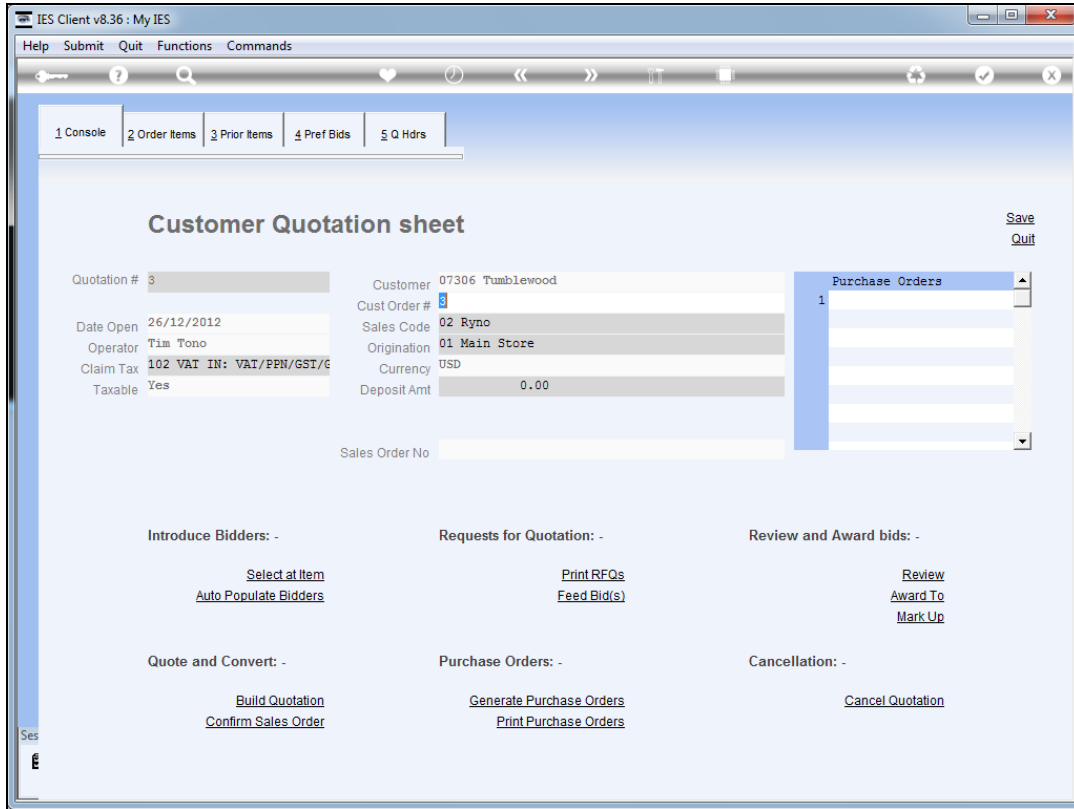 IES Client v8.36 : My IES
Help Submit Quit Functions Commands
1 Console 2 Order Items 3 Prior Items 4 Pref Bids 5 Q Hdrs
Customer Quotation sheet
Save
Quit
Quotation # 3
Customer 07306 Tumblewood
Purchase Orders
Cust Order # 3
1
Date Open 26/12/2012
Sales Code 02 Ryno
Operator Tim Tono
Origination 01 Main Store
Claim Tax 102 VAT IN: VAT/PPN/GST/G
Currency USD
Taxable Yes
Deposit Amt 0.00
Sales Order No
Introduce Bidders: -
Requests for Quotation: -
Review and Award bids: -
Select at Item
Print RFQs
Review
Auto Populate Bidders
Feed Bid(s)
Award To
Mark Up
Quote and Convert: -
Purchase Orders: -
Cancellation: -
Build Quotation
Generate Purchase Orders
Cancel Quotation
Confirm Sales Order
Print Purchase Orders
Ses